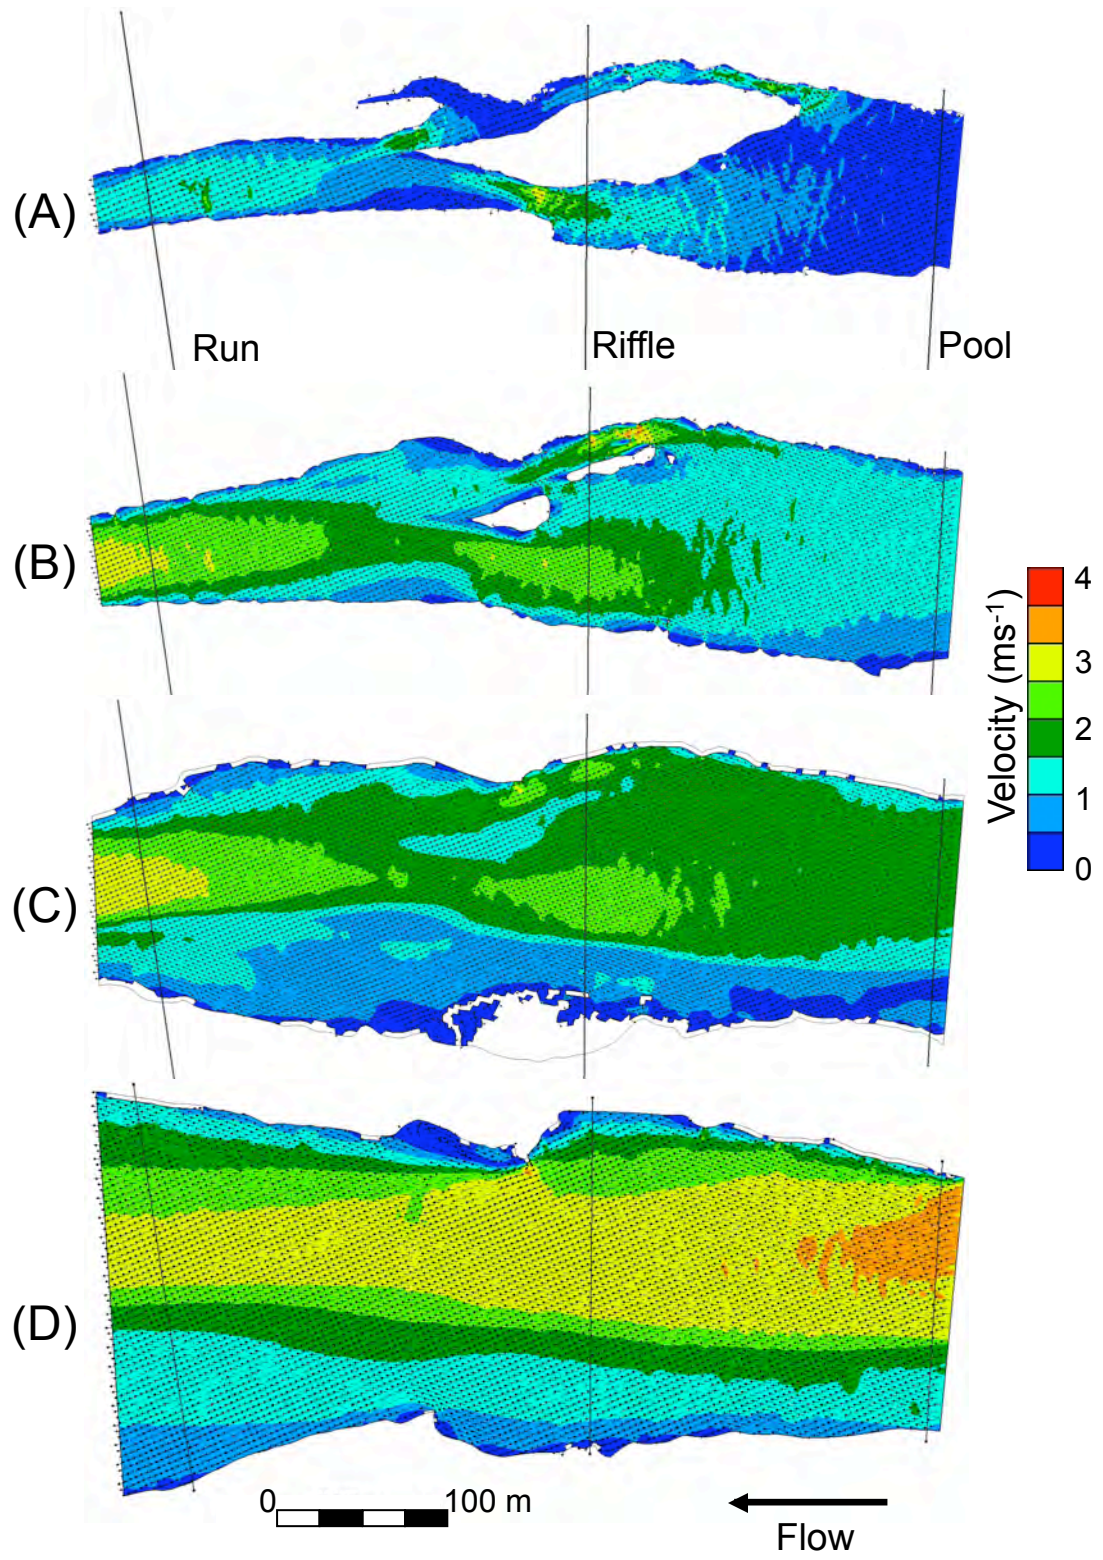 (A)
Run
Riffle
Pool
(B)
(C)
(D)
Velocity (ms-1)
4
3
2
1
0
0
100 m
Flow